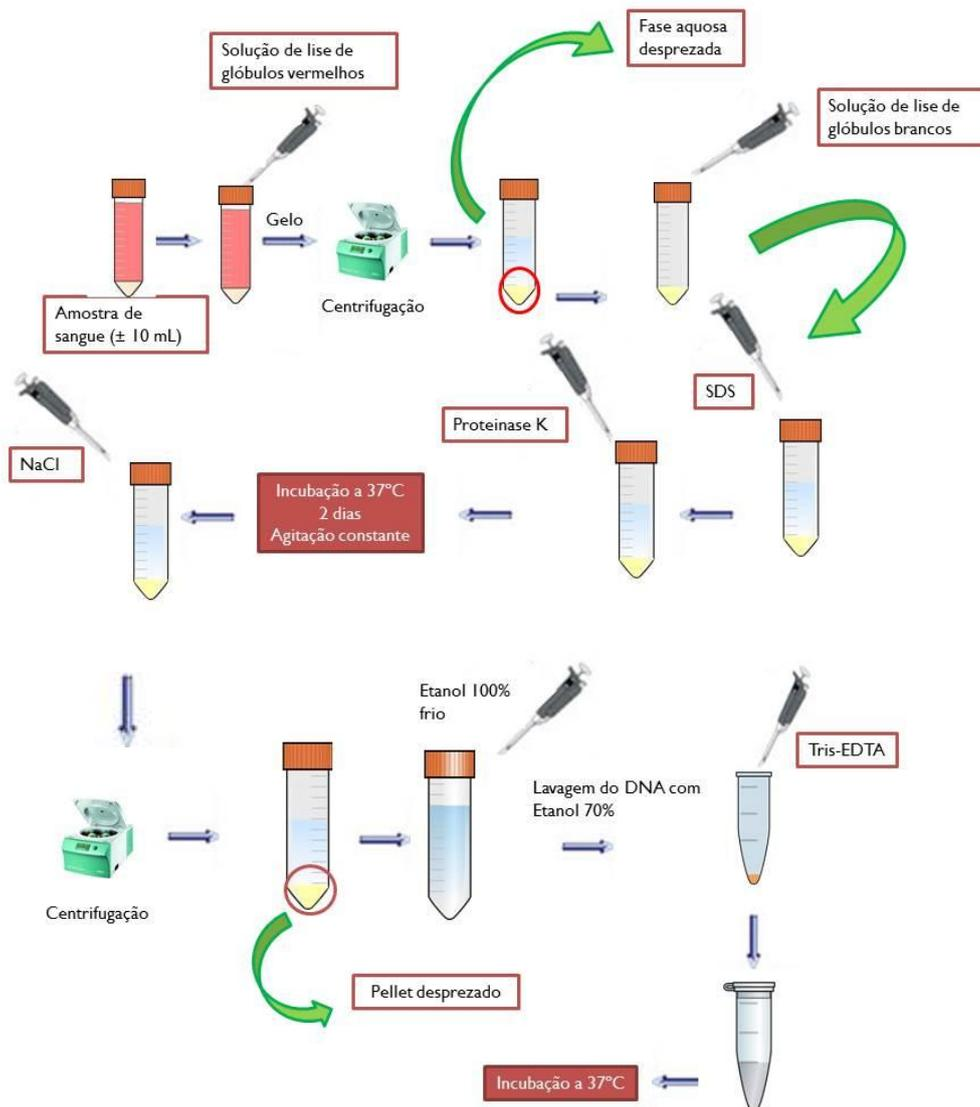 Solução de lise de
glóbulos vermelhos
Fase aquosa
desprezada
Solução de lise de
glóbulos brancos
Gelo
Centrifugação
Amostra de
sangue (± 10 mL)
SDS
Proteinase K
NaCl
Incubação a 37ºC
2 dias
Agitação constante
Etanol 100%
frio
Tris-EDTA
Lavagem do DNA com
Etanol 70%
Centrifugação
Pellet desprezado
Incubação a 37ºC